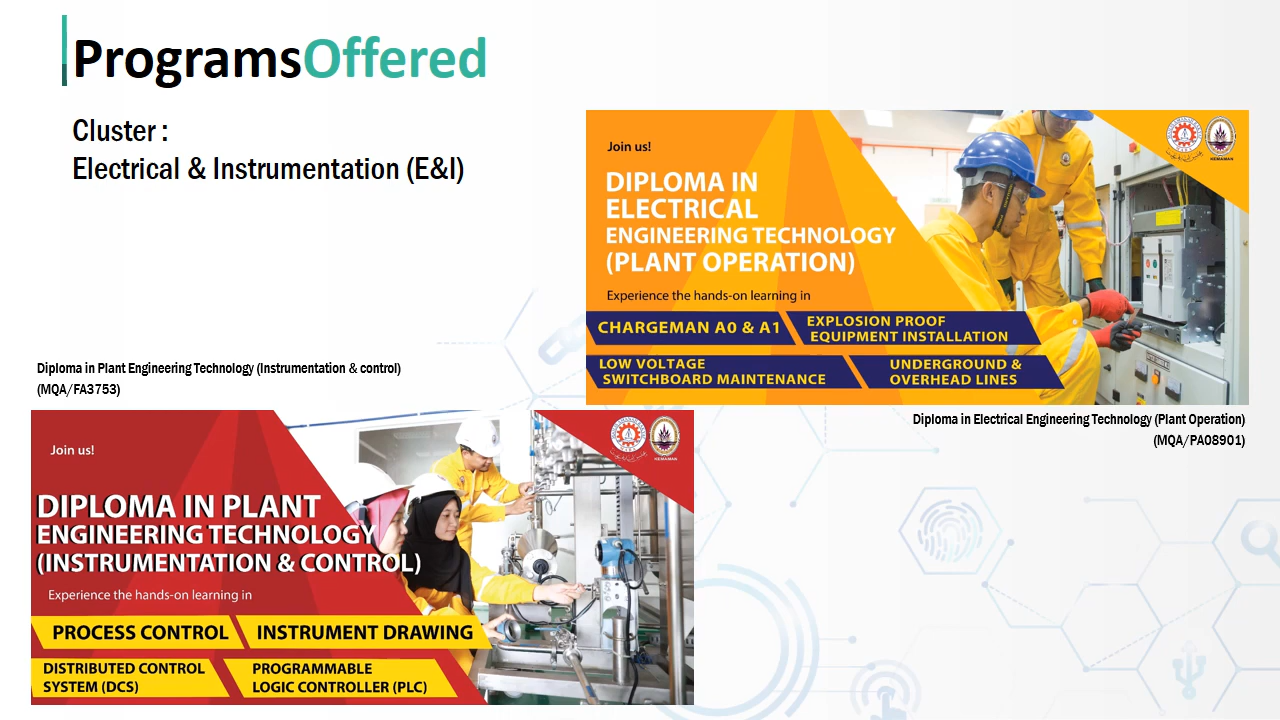 ProgramsOffered
Cluster :
Electrical & Instrumentation (E&I)
Join us!
DIPLOMA IN
ELECTRICAL
ENGINEERING TECHNOLOGY
(PLANT OPERATION)
Experience the hands-on learning in
CHARGEMAN A0 & A1
EXPLOSION PROOF
EQUIPMENT INSTALLATION
LOW VOLTAGE
SWITCHBOARD MAINTENANCE
UNDERGROUND &
OVERHEAD LINES
KEMAMAN
Diploma in Electrical Engineering Technology (Plant Operation)
(MQA/PA08901)
Diploma in Plant Engineering Technology (Instrumentation & control)
(MQA/FA3753)
Join us!
DIPLOMA IN PLANT
ENGINEERING TECHNOLOGY
(INSTRUMENTATION & CONTROL)
Experience the hands-on learning in
PROCESS CONTROL
INSTRUMENT DRAWING
DISTRIBUTED CONTROL
SYSTEM (DCS)
PROGRAMMABLE
LOGIC CONTROLLER (PLC)
KEMAMAN